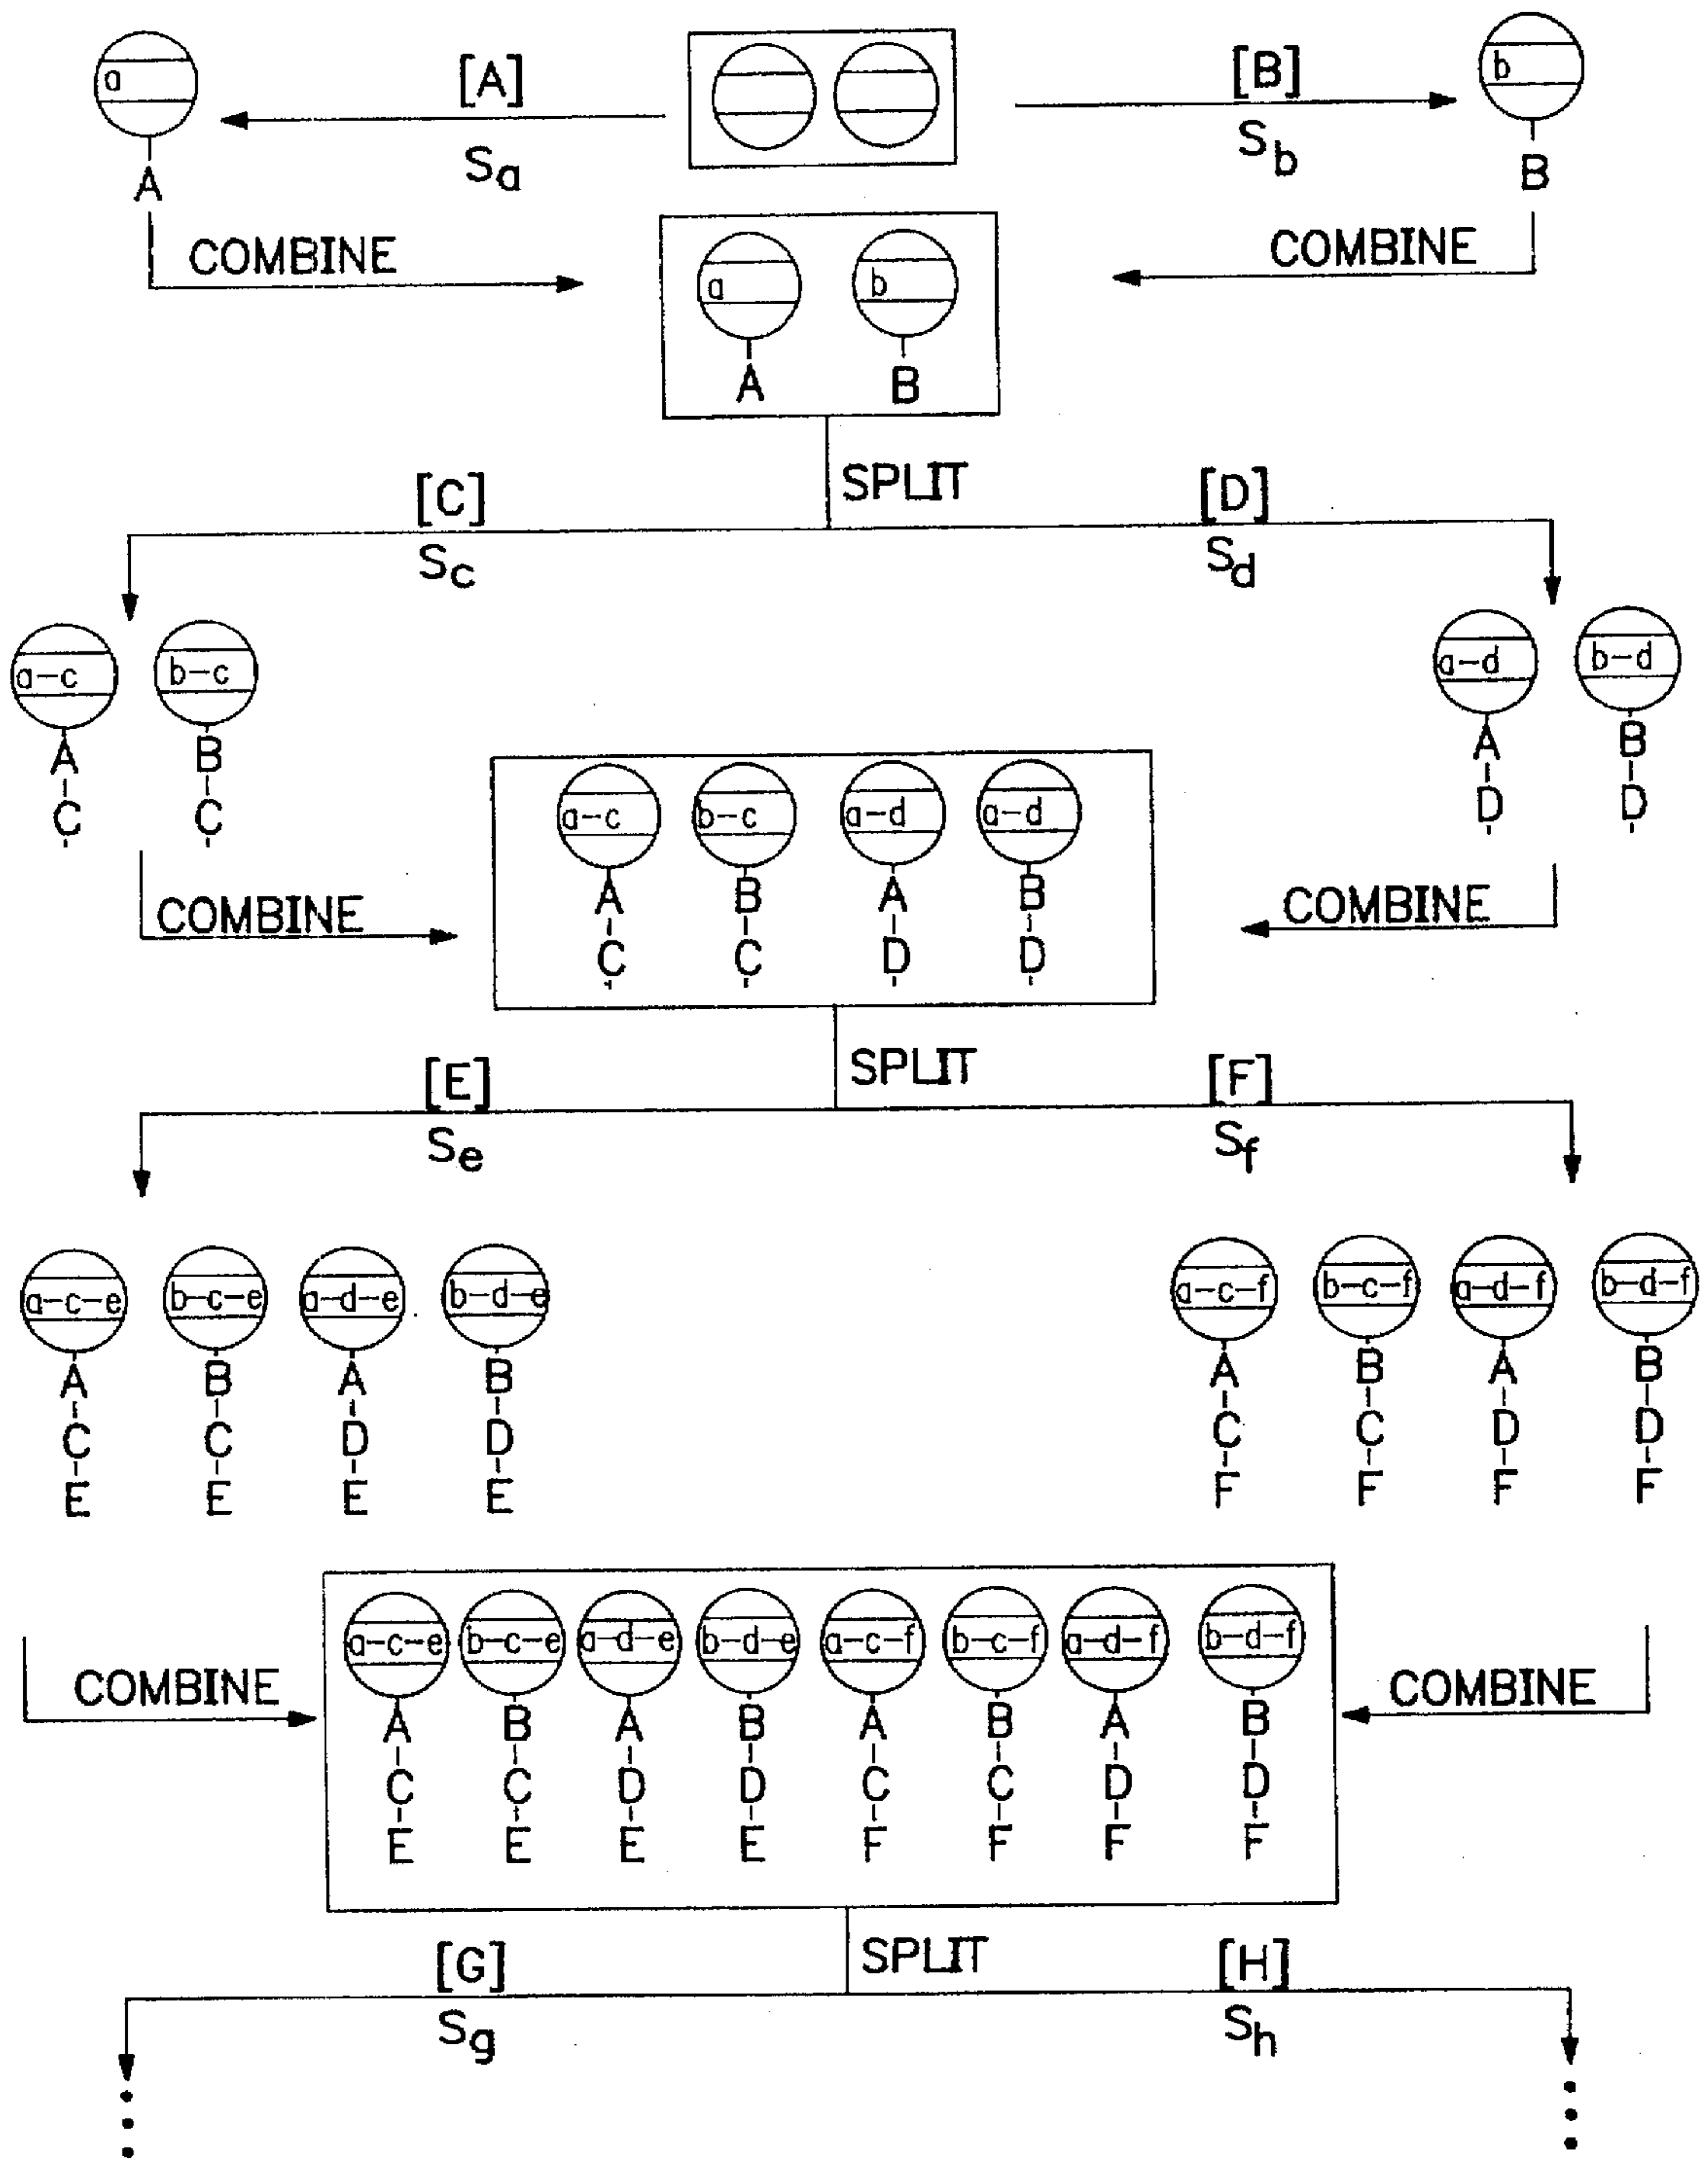 a [A] [B] b
Sa Sb
A B
COMBINE COMBINE
a b
A B
SPLIT
[C] [D]
Sc Sd
a-c b-c a-d b-d
A B A B
C C D D
a-c b-c a-d a-d
A B A B
COMBINE COMBINE
C C D D
SPLIT
[E] [F]
Se Sf
a-c-e b-c-e a-d-e b-d-e a-c-f b-c-f a-d-f b-d-f
A B A B A B A B
C C D D C C D D
E E E E F F F F
a-c-e b-c-e a-d-e b-d-e a-c-f b-c-f a-d-f b-d-f
COMBINE COMBINE
A B A B A B A B
C C D D C C D D
E E E E F F F F
SPLIT
[G] [H]
Sg Sh